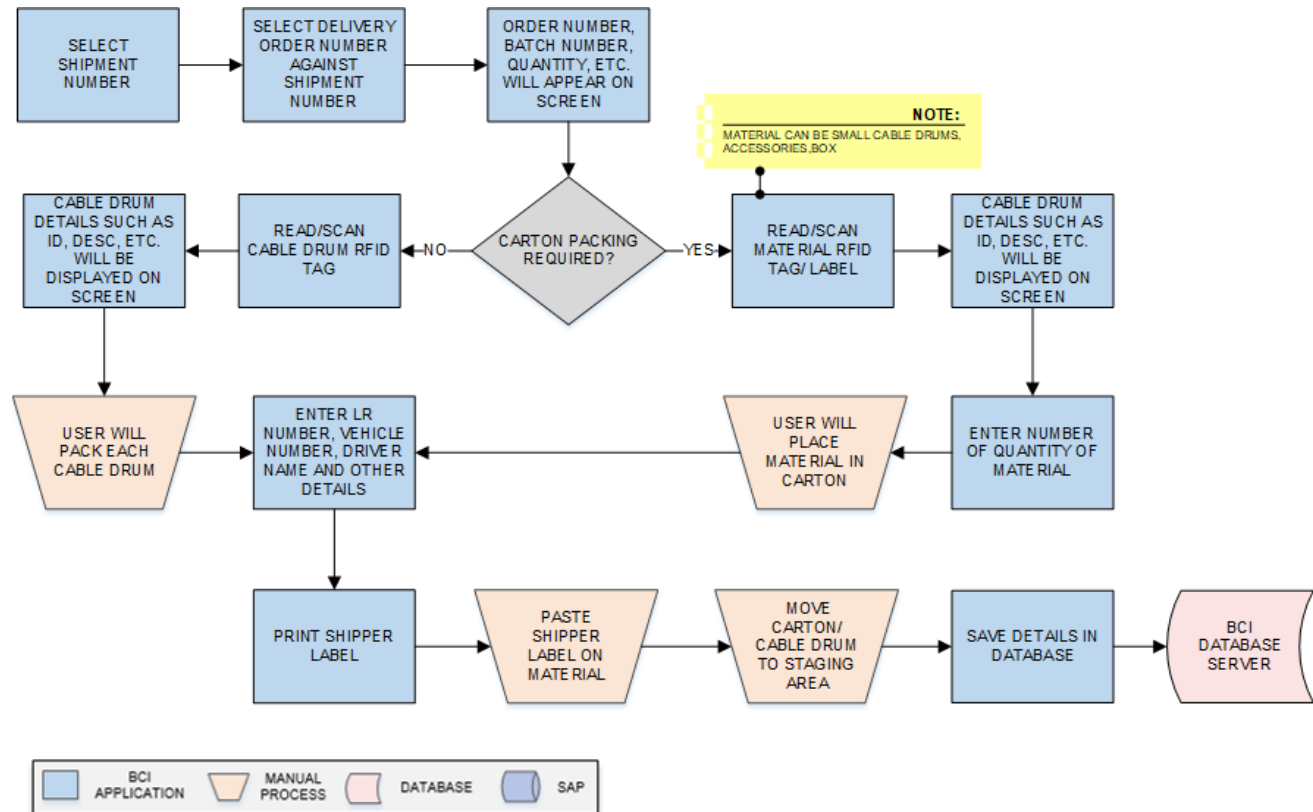 SELECT
SHIPMENT
NUMBER
SELECT DELIVERY
ORDER NUMBER
AGAINST
SHIPMENT
NUMBER
ORDER NUMBER,
BATCH NUMBER,
QUANTITY, ETC.
WILL APPEAR ON
SCREEN
NOTE:
MATERIAL CAN BE SMALL CABLE DRUMS,
ACCESSORIES,BOX
CABLE DRUM
DETAILS SUCH AS
ID, DESC, ETC.
WILL BE
DISPLAYED ON
SCREEN
READ/SCAN
CABLE DRUM RFID
TAG
NO
CARTON PACKING
REQUIRED?
YES
READ/SCAN
MATERIAL RFID
TAG/ LABEL
CABLE DRUM
DETAILS SUCH AS
ID, DESC, ETC.
WILL BE
DISPLAYED ON
SCREEN
USER WILL
PACK EACH
CABLE DRUM
ENTER LR
NUMBER, VEHICLE
NUMBER, DRIVER
NAME AND OTHER
DETAILS
USER WILL
PLACE
MATERIAL IN
CARTON
ENTER NUMBER
OF QUANTITY OF
MATERIAL
PRINT SHIPPER
LABEL
PASTE
SHIPPER
LABEL ON
MATERIAL
MOVE
CARTON/
CABLE DRUM
TO STAGING
AREA
SAVE DETAILS IN
DATABASE
BCI
DATABASE
SERVER
BCI
APPLICATION
MANUAL
PROCESS
DATABASE
SAP